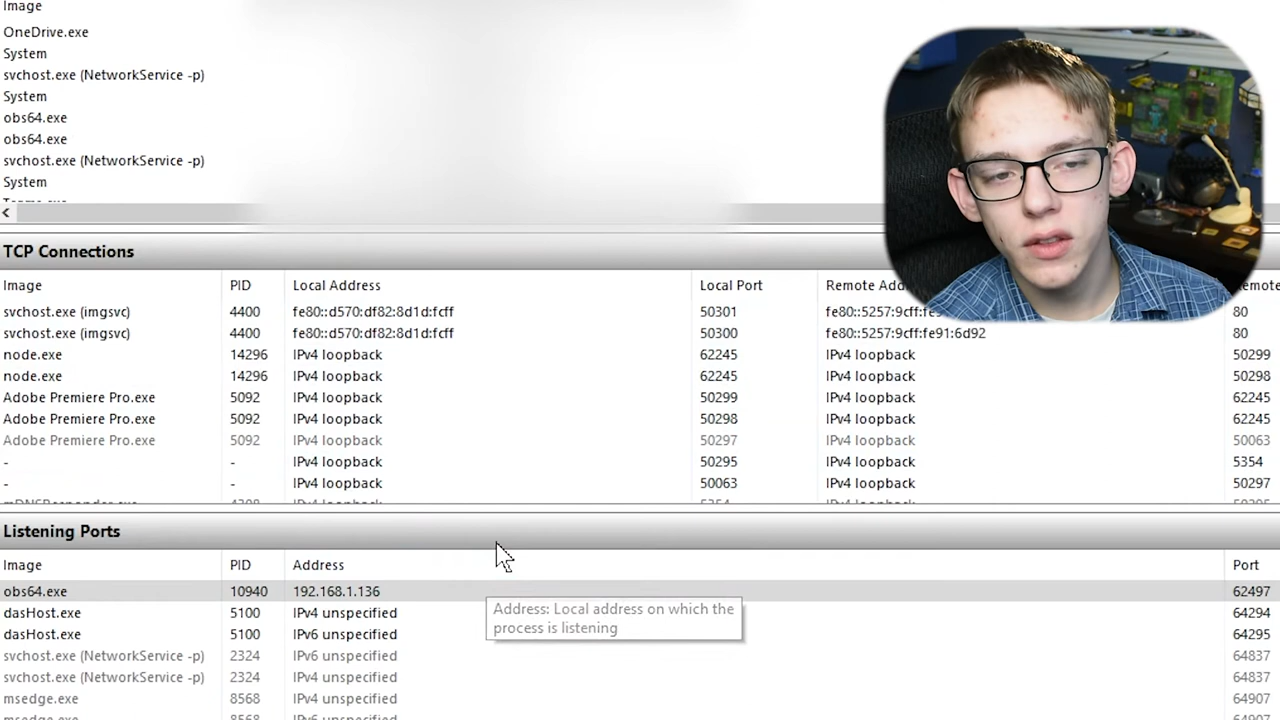 Image
OneDrive.exe
System
svchost.exe (NetworkService -p)
System
obs64.exe
obs64.exe
svchost.exe (NetworkService -p)
System
TCP Connections
Image PID Local Address Local Port Remote
svchost.exe (imgsvc) 4400 fe80::d570:df82:8d1d:fcff 50301 80
svchost.exe (imgsvc) 4400 fe80::d570:df82:8d1d:fcff 50300 fe80::5257:9cff:fe91:6d92 80
node.exe 14296 IPv4 loopback 62245 IPv4 loopback 50299
node.exe 14296 IPv4 loopback 62245 IPv4 loopback 50298
Adobe Premiere Pro.exe 5092 IPv4 loopback 50299 IPv4 loopback 62245
Adobe Premiere Pro.exe 5092 IPv4 loopback 50298 IPv4 loopback 62245
Adobe Premiere Pro.exe 5092 IPv4 loopback 50297 IPv4 loopback 50063
- - IPv4 loopback 50295 IPv4 loopback 5354
- - IPv4 loopback 50063 IPv4 loopback 50297
Listening Ports
Image PID Address Port
obs64.exe 10940 192.168.1.136 62497
dasHost.exe 5100 IPv4 unspecified 64294
dasHost.exe 5100 IPv6 unspecified 64295
svchost.exe (NetworkService -p) 2324 IPv6 unspecified 64837
svchost.exe (NetworkService -p) 2324 IPv4 unspecified 64837
msedge.exe 8568 IPv4 unspecified 64907
msedge.exe 8568 IPv6 unspecified 64907
Address: Local address on which the
process is listening